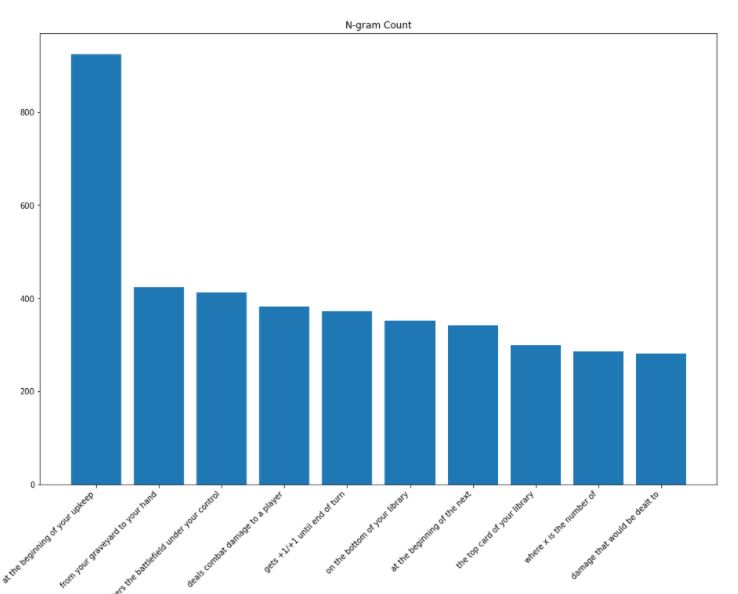 N-gram Count
800
600
400
200
0
at the beginning of your upkeep
from your graveyard to your hand
the battlefield under your control
deals combat damage to a player
gets +1/+1 until end of turn
on the bottom of your library
at the beginning of the next
the top card of your library
where x is the number of
damage that would be dealt to